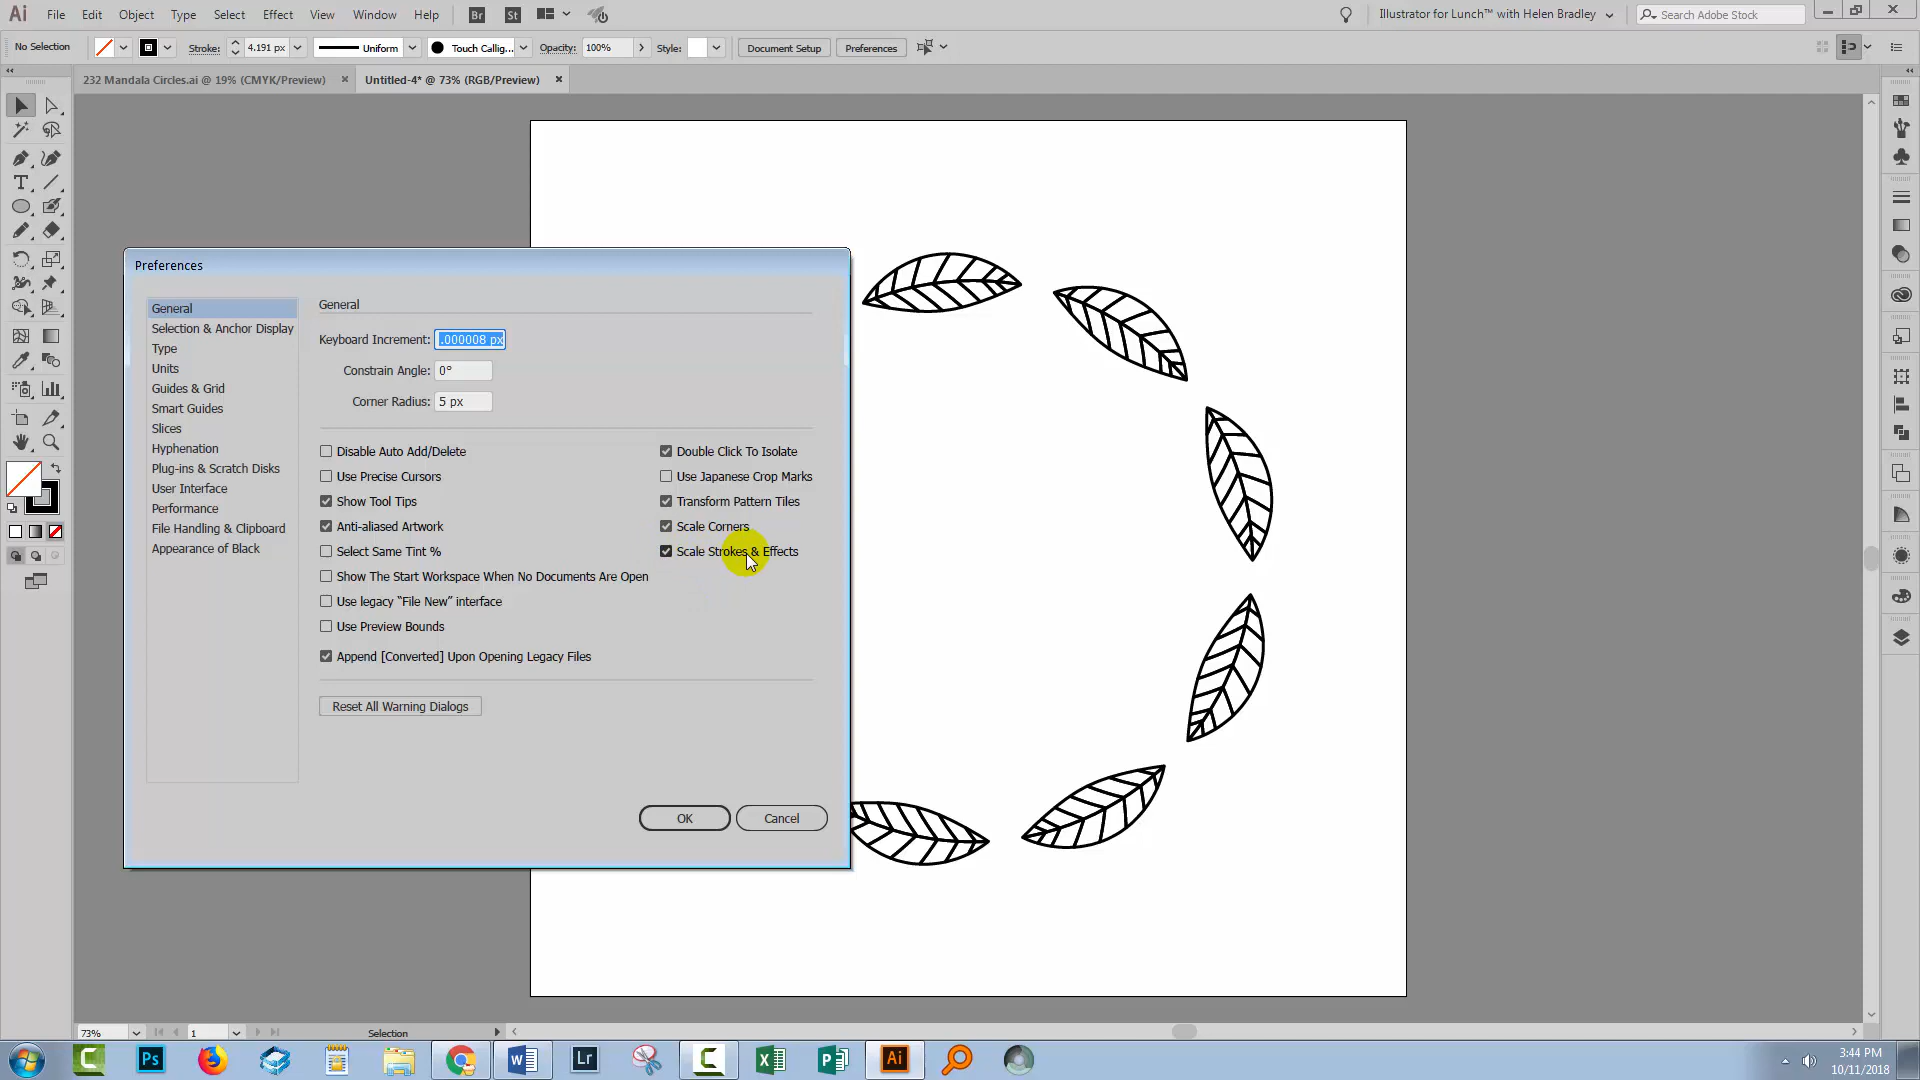 Ai File Edit Object Type Select Effect View Window Help Br St Illustrator for Lunch™ with Helen Bradley Search Adobe Stock
No Selection Stroke: 4.191 px Uniform Touch Callig... Opacity: 100% Style: Document Setup Preferences
232 Mandala Circles.ai @ 19% (CMYK/Preview) Untitled-4* @ 73% (RGB/Preview)
Preferences
General
Selection & Anchor Display
Type
Units
Guides & Grid
Smart Guides
Slices
Hyphenation
Plug-ins & Scratch Disks
User Interface
Performance
File Handling & Clipboard
Appearance of Black
General
Keyboard Increment: .000008 px
Constrain Angle: 0°
Corner Radius: 5 px
Disable Auto Add/Delete
Use Precise Cursors
Show Tool Tips
Anti-aliased Artwork
Select Same Tint %
Show The Start Workspace When No Documents Are Open
Use legacy “File New” interface
Use Preview Bounds
Append [Converted] Upon Opening Legacy Files
Double Click To Isolate
Use Japanese Crop Marks
Transform Pattern Tiles
Scale Corners
Scale Strokes & Effects
Reset All Warning Dialogs
OK Cancel
73% 1 Selection
Ps Lr Ai
3:44 PM
10/11/2018